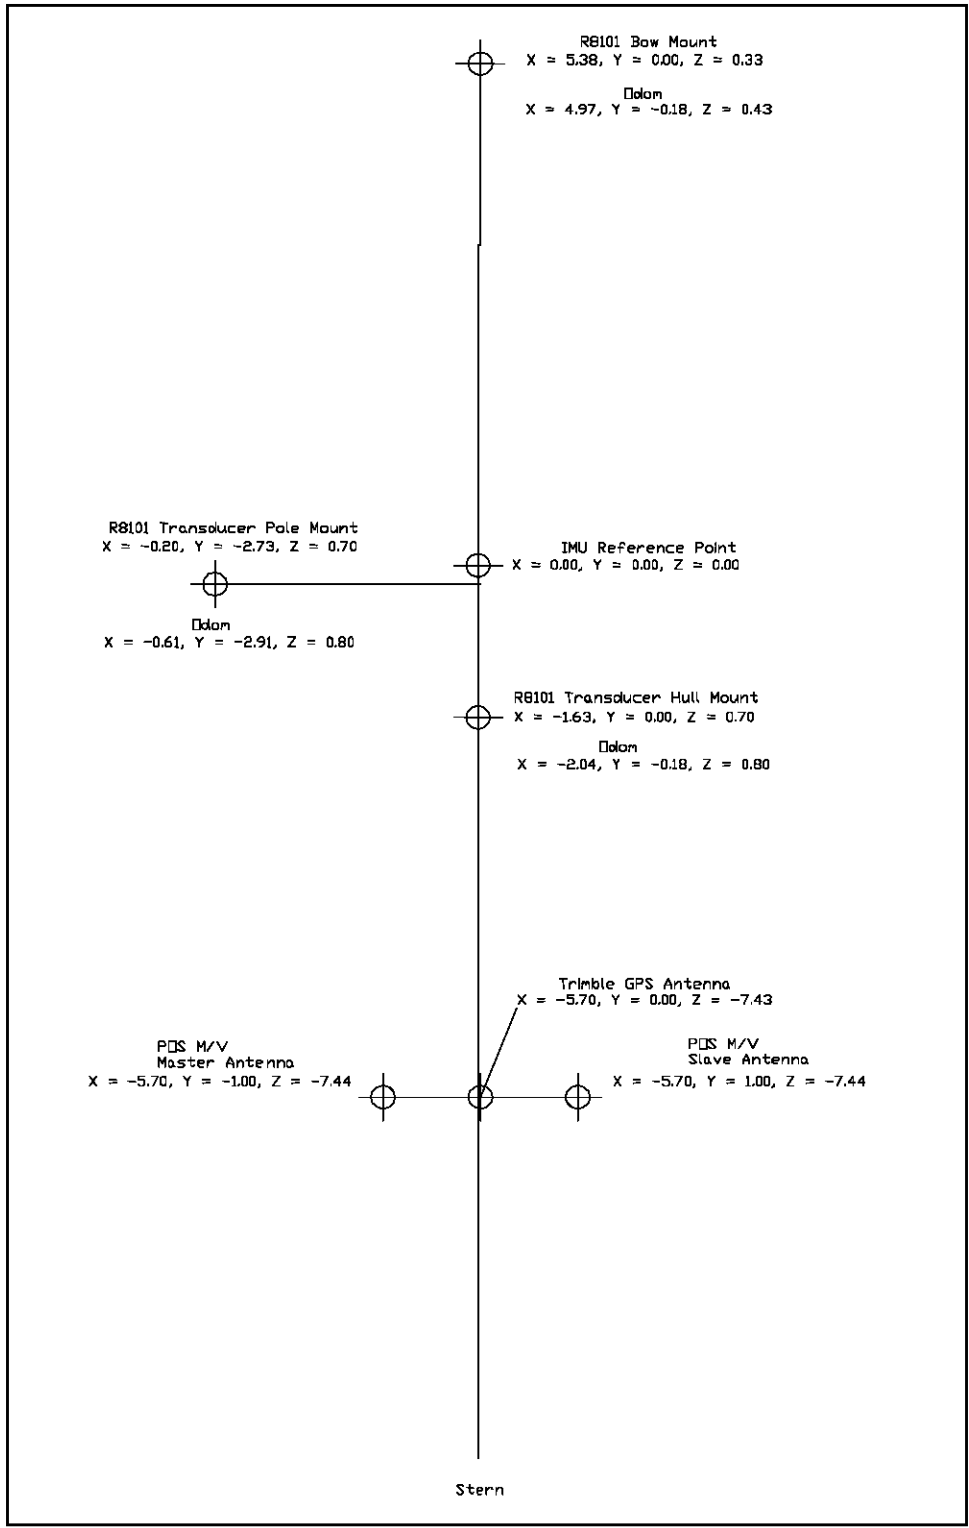 R8101 Bow Mount
X = 5.38, Y = 0.00, Z = 0.33
Odom
X = 4.97, Y = -0.18, Z = 0.43
R8101 Transducer Pole Mount
X = -0.20, Y = -2.73, Z = 0.70
IMU Reference Point
X = 0.00, Y = 0.00, Z = 0.00
Odom
X = -0.61, Y = -2.91, Z = 0.80
R8101 Transducer Hull Mount
X = -1.63, Y = 0.00, Z = 0.70
Odom
X = -2.04, Y = -0.18, Z = 0.80
Trimble GPS Antenna
X = -5.70, Y = 0.00, Z = -7.43
POS M/V
Master Antenna
X = -5.70, Y = -1.00, Z = -7.44
POS M/V
Slave Antenna
X = -5.70, Y = 1.00, Z = -7.44
Stern